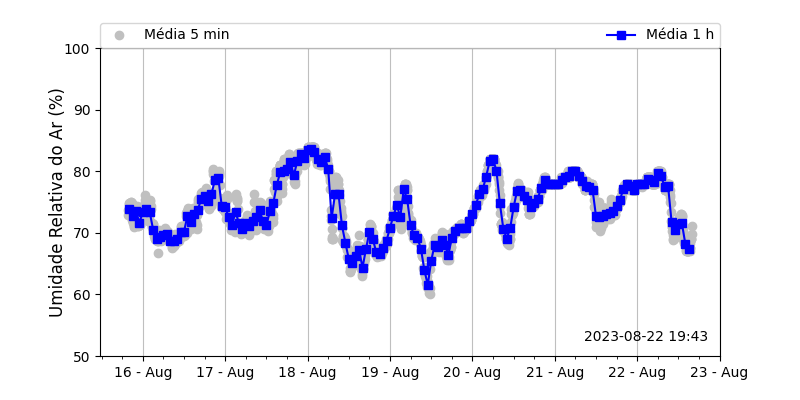 Média 5 min
Média 1 h
Umidade Relativa do Ar (%)
100
90
80
70
60
50
2023-08-22 19:43
16 - Aug
17 - Aug
18 - Aug
19 - Aug
20 - Aug
21 - Aug
22 - Aug
23 - Aug